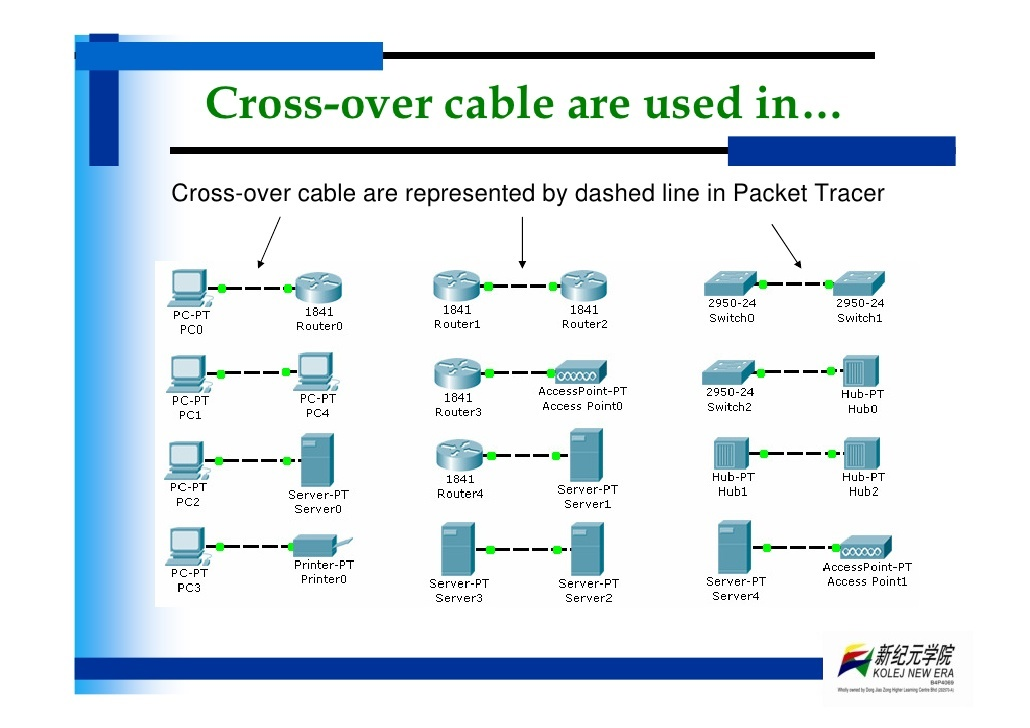 Cross-over cable are used in…
Cross-over cable are represented by dashed line in Packet Tracer
PC-PT
PC0
1841
Router0
1841
Router1
1841
Router2
2950-24
Switch0
2950-24
Switch1
PC-PT
PC1
PC-PT
PC4
1841
Router3
AccessPoint-PT
Access Point0
2950-24
Switch2
Hub-PT
Hub0
PC-PT
PC2
Server-PT
Server0
1841
Router4
Server-PT
Server1
Hub-PT
Hub1
Hub-PT
Hub2
PC-PT
PC3
Printer-PT
Printer0
Server-PT
Server3
Server-PT
Server2
Server-PT
Server4
AccessPoint-PT
Access Point1
新纪元学院
KOLEJ NEW ERA
B4P4069